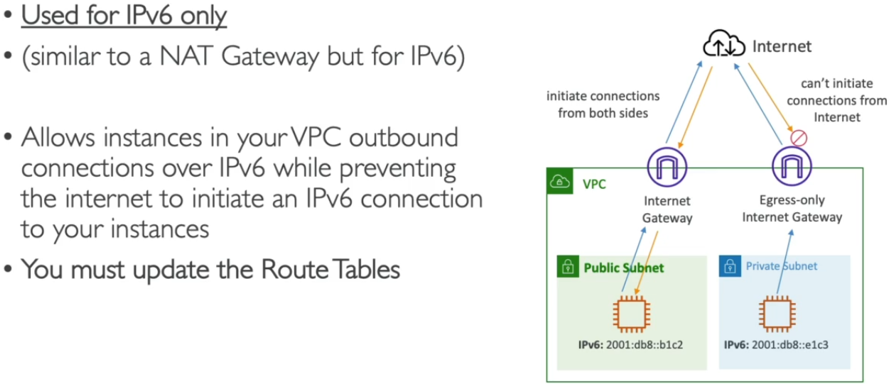 • Used for IPv6 only
• (similar to a NAT Gateway but for IPv6)
• Allows instances in your VPC outbound
connections over IPv6 while preventing
the internet to initiate an IPv6 connection
to your instances
• You must update the Route Tables
Internet
initiate connections
from both sides
can't initiate
connections from
Internet
VPC
Internet
Gateway
Egress-only
Internet Gateway
Public Subnet
Private Subnet
IPv6: 2001:db8::b1c2
IPv6: 2001:db8::e1c3